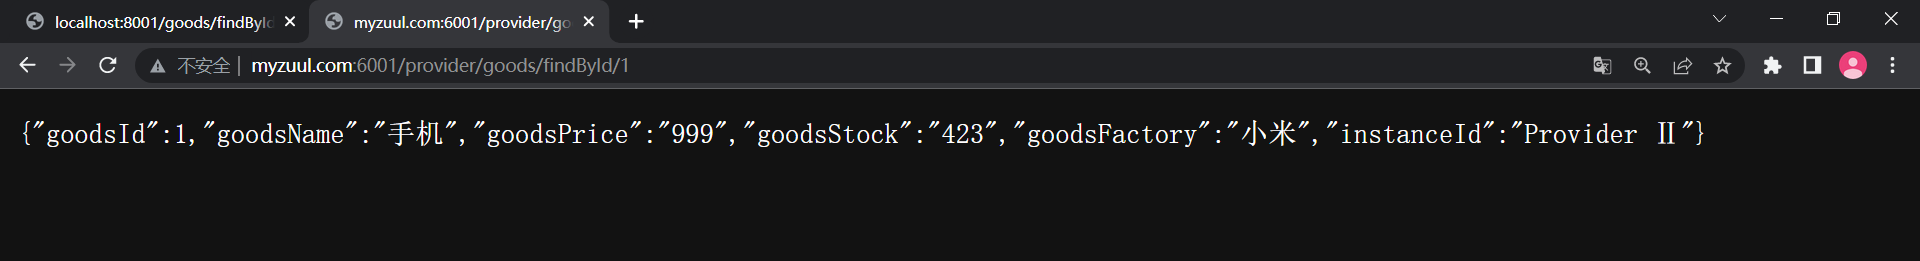 localhost:8001/goods/findById
myzuul.com:6001/provider/go
不安全 | myzuul.com:6001/provider/goods/findById/1
{"goodsId":1,"goodsName":"手机","goodsPrice":"999","goodsStock":"423","goodsFactory":"小米","instanceId":"Provider Ⅱ"}